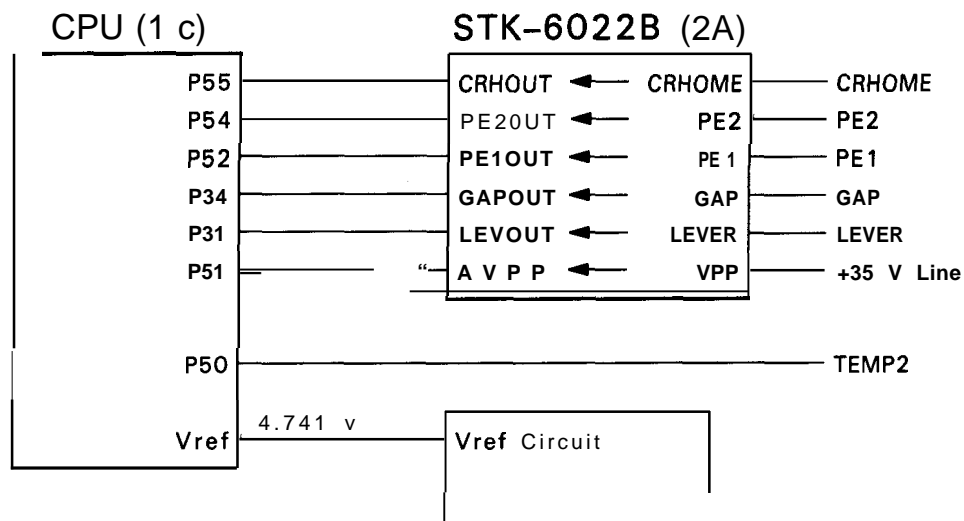 CPU (1 c) STK-6022B (2A)
P55 CRHOUT CRHOME CRHOME
P54 PE20UT PE2 PE2
P52 PE1OUT PE 1 PE1
P34 GAPOUT GAP GAP
P31 LEVOUT LEVER LEVER
P51 “ A V P P VPP +35 V Line
P50 TEMP2
4.741 v
Vref Vref Circuit